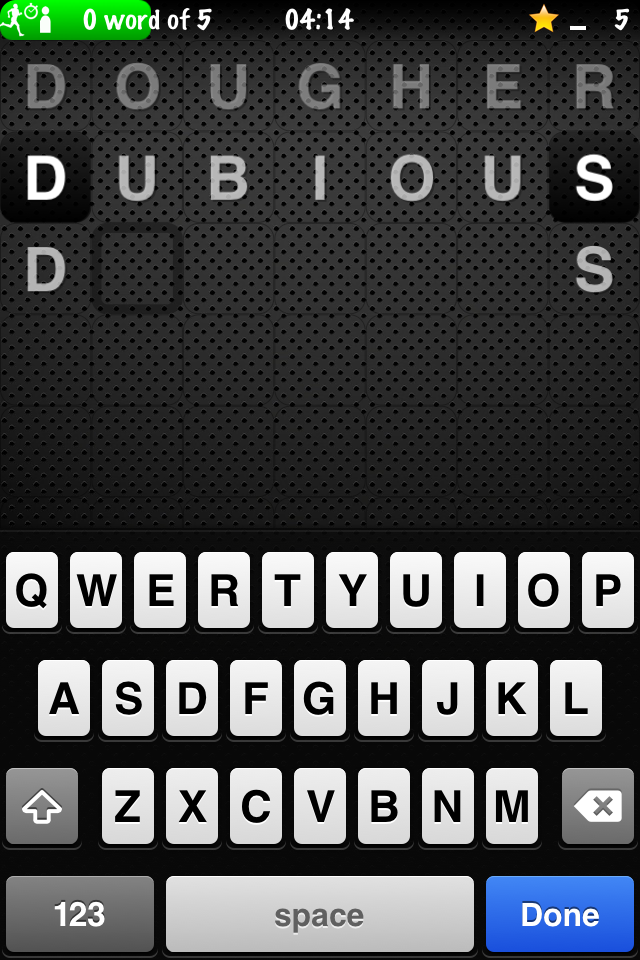 0 word of 5 04:14 _ 5
D O U G H E R
D U B I O U S
D S
Q W E R T Y U I O P
A S D F G H J K L
Z X C V B N M
123 space Done